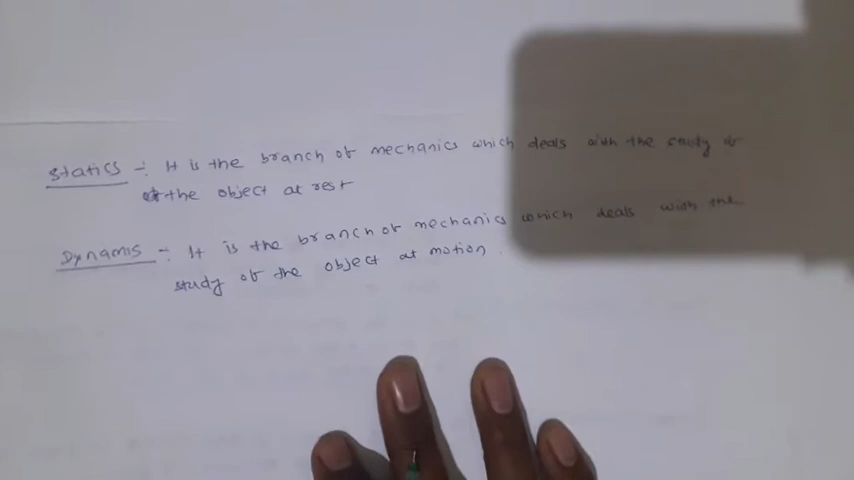 Statics :- It is the branch of mechanics which deals with the study of
the object at rest
Dynamis :- It is the branch of mechanics which deals with the
study of the object at motion.